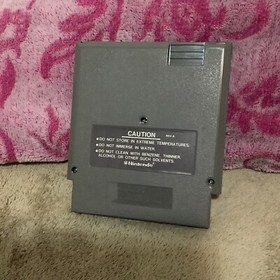 CAUTION
• DO NOT STORE IN EXTREME TEMPERATURES.
• DO NOT IMMERSE IN WATER.
• DO NOT CLEAN WITH BENZENE, THINNER
ALCOHOL OR OTHER SUCH SOLVENTS.
Nintendo